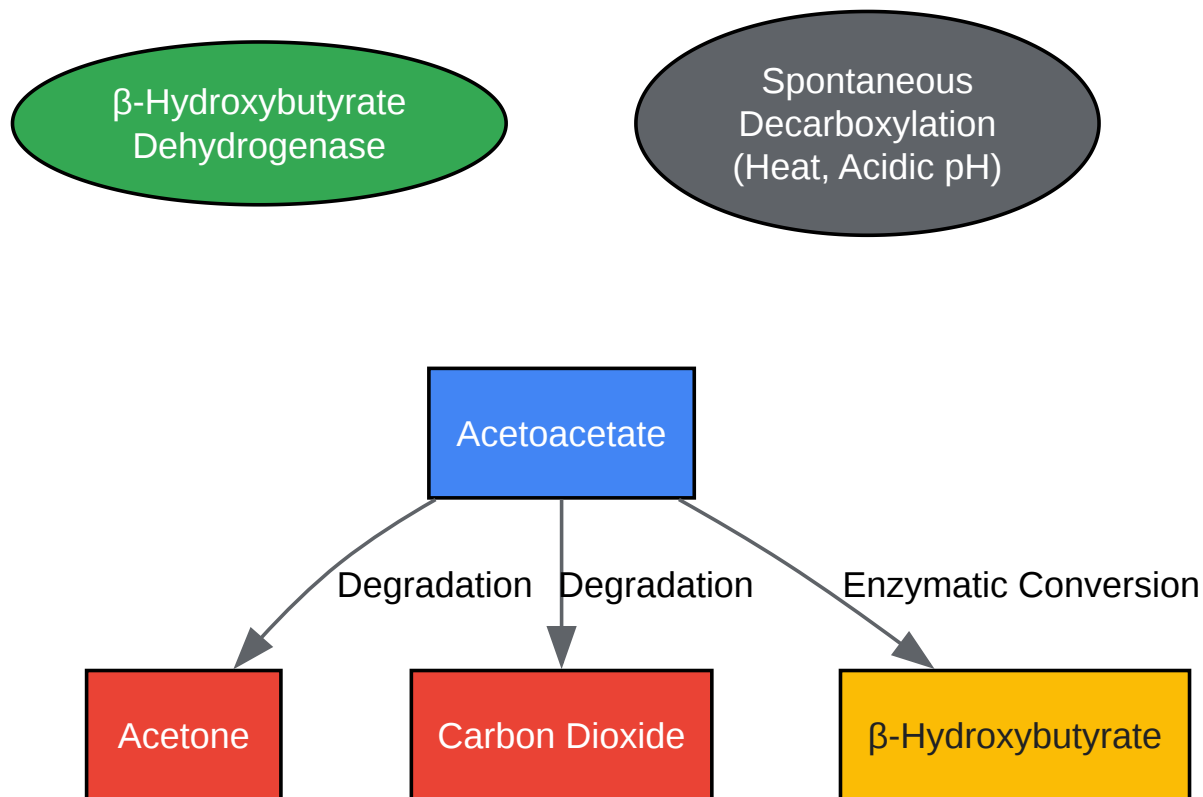 β-Hydroxybutyrate
Dehydrogenase
Spontaneous
Decarboxylation
(Heat, Acidic pH)
Acetoacetate
Degradation
Degradation
Enzymatic Conversion
Acetone
Carbon Dioxide
β-Hydroxybutyrate